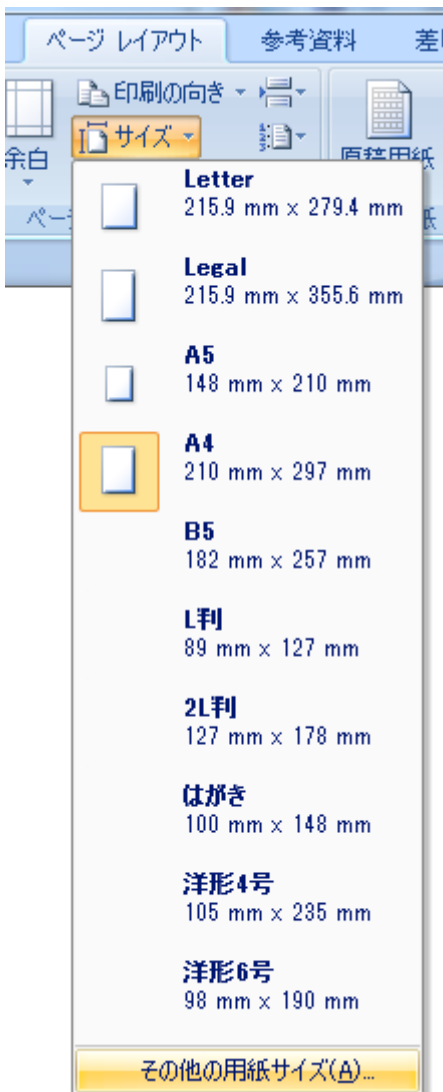 ページ レイアウト 参考資料 差し
印刷の向き
サイズ
余白
原稿用紙
ペー 紙
Letter
215.9 mm x 279.4 mm
Legal
215.9 mm x 355.6 mm
A5
148 mm x 210 mm
A4
210 mm x 297 mm
B5
182 mm x 257 mm
L判
89 mm x 127 mm
2L判
127 mm x 178 mm
はがき
100 mm x 148 mm
洋形4号
105 mm x 235 mm
洋形6号
98 mm x 190 mm
その他の用紙サイズ(A)...